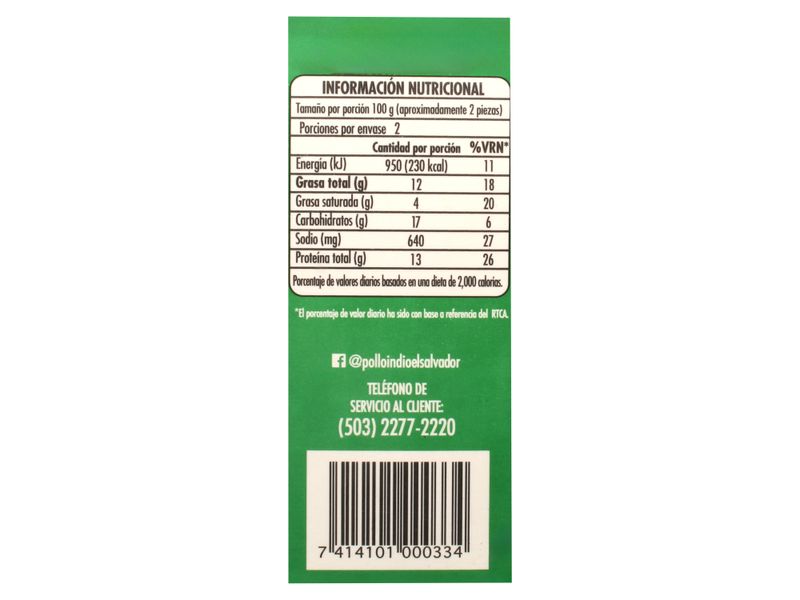 INFORMACIÓN NUTRICIONAL
Tamaño por porción 100 g (aproximadamente 2 piezas)
Porciones por envase 2
Cantidad por porción %VRN*
Energía (kJ) 950 (230 kcal) 11
Grasa total (g) 12 18
Grasa saturada (g) 4 20
Carbohidratos (g) 17 6
Sodio (mg) 640 27
Proteína total (g) 13 26
Porcentaje de valores diarios basados en una dieta de 2,000 calorías.
*El porcentaje de valor diario ha sido con base a referencia del RTCA.
@polloindioelsalvador
TELÉFONO DE
SERVICIO AL CLIENTE:
(503) 2277-2220
7 414101 000334